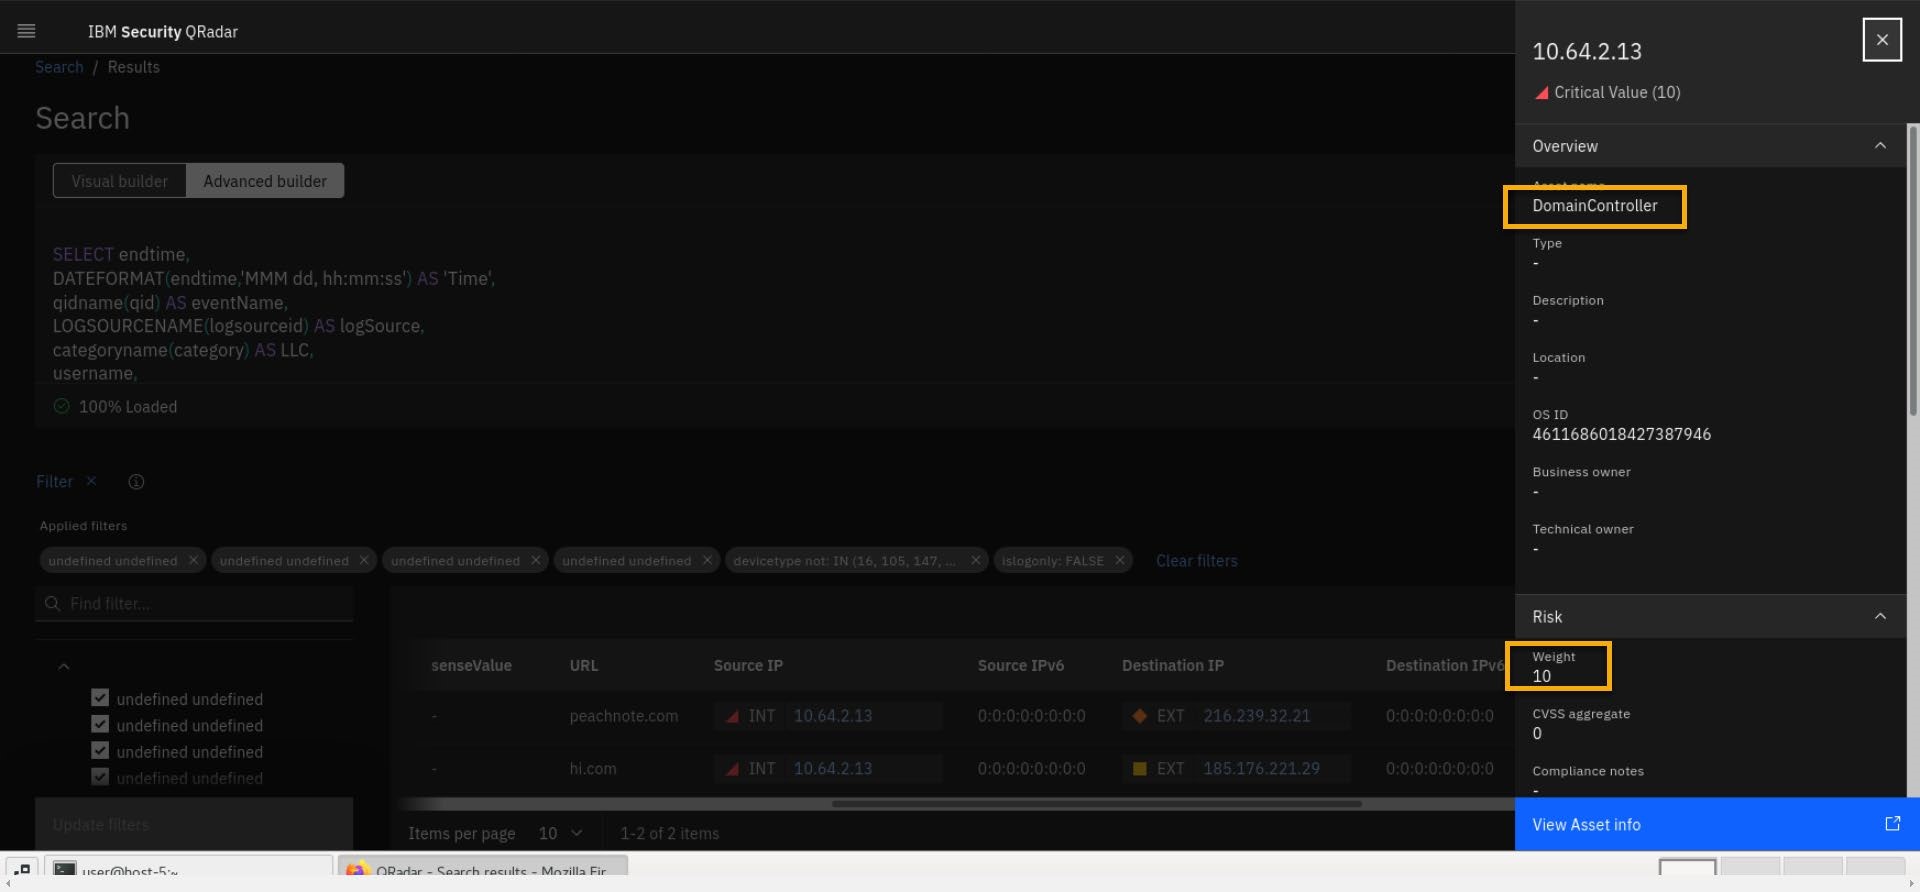 IBM Security QRadar
Search / Results
Search
Visual builder
Advanced builder
SELECT endtime,
DATEFORMAT(endtime,'MMM dd, hh:mm:ss') AS 'Time',
qidname(qid) AS eventName,
LOGSOURCENAME(logsourceid) AS logSource,
categoryname(category) AS LLC,
username,
100% Loaded
Filter
Applied filters
undefined undefined
undefined undefined
undefined undefined
undefined undefined
devicetype not: IN (16, 105, 147, ...
islogonly: FALSE
Clear filters
Find filter...
undefined undefined
undefined undefined
undefined undefined
undefined undefined
Update filters
senseValue URL Source IP Source IPv6 Destination IP Destination IPv6
- peachnote.com INT 10.64.2.13 0:0:0:0:0:0:0:0 EXT 216.239.32.21 0:0:0:0:0:0:0:0
- hi.com INT 10.64.2.13 0:0:0:0:0:0:0:0 EXT 185.176.221.29 0:0:0:0:0:0:0:0
Items per page 10 1-2 of 2 items
10.64.2.13
Critical Value (10)
Overview
Asset name
DomainController
Type
-
Description
-
Location
-
OS ID
4611686018427387946
Business owner
-
Technical owner
-
Risk
Weight
10
CVSS aggregate
0
Compliance notes
-
View Asset info
user@host-5:~
QRadar - Search results - Mozilla Fir...